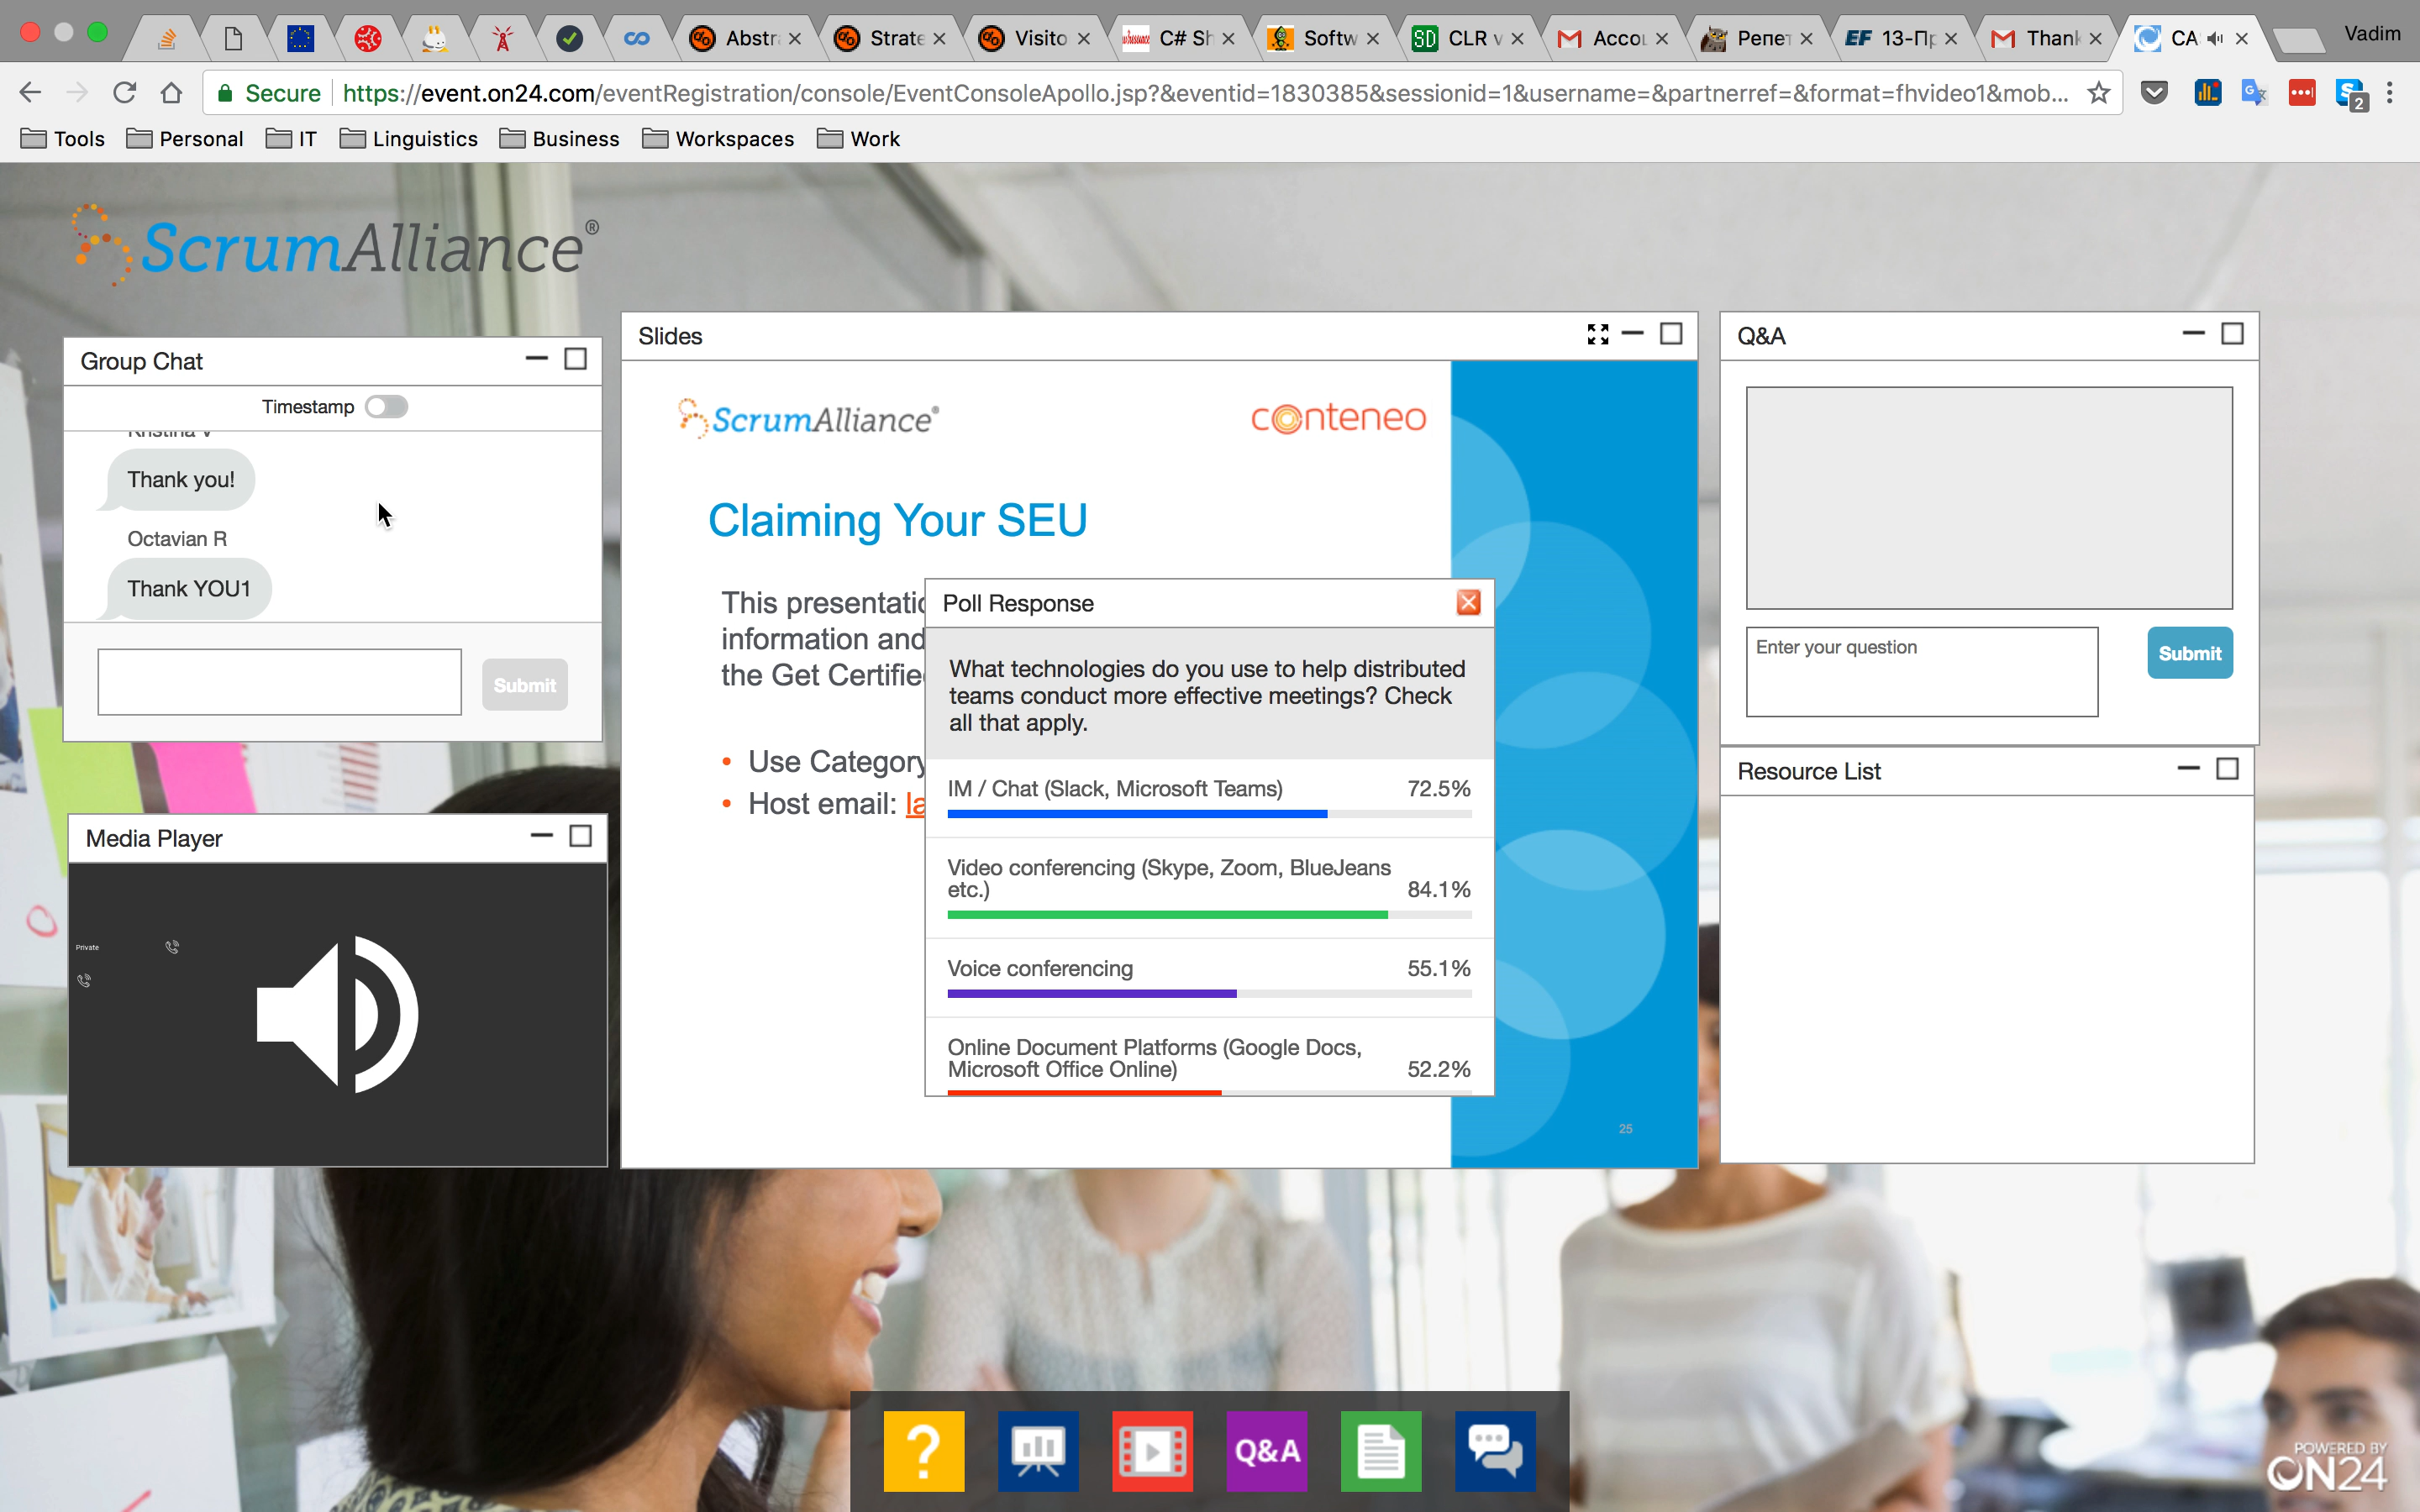 Abstr
Strate
Visito
C# Sh
Softw
SD
CLR v
Accou
Репет
EF
13-Пр
Thank
CA
Vadim
Secure
https://event.on24.com/eventRegistration/console/EventConsoleApollo.jsp?&eventid=1830385&sessionid=1&username=&partnerref=&format=fhvideo1&mob...
2
Tools
Personal
IT
Linguistics
Business
Workspaces
Work
ScrumAlliance®
Group Chat
Timestamp
Kristina V
Thank you!
Octavian R
Thank YOU1
Submit
Media Player
Private
Slides
ScrumAlliance®
conteneo
Claiming Your SEU
This presentatio
information and
the Get Certifie
• Use Category
• Host email: la
25
Poll Response
What technologies do you use to help distributed
teams conduct more effective meetings? Check
all that apply.
IM / Chat (Slack, Microsoft Teams)
72.5%
Video conferencing (Skype, Zoom, BlueJeans
etc.)
84.1%
Voice conferencing
55.1%
Online Document Platforms (Google Docs,
Microsoft Office Online)
52.2%
Q&A
Enter your question
Submit
Resource List
?
Q&A
POWERED BY
ON24